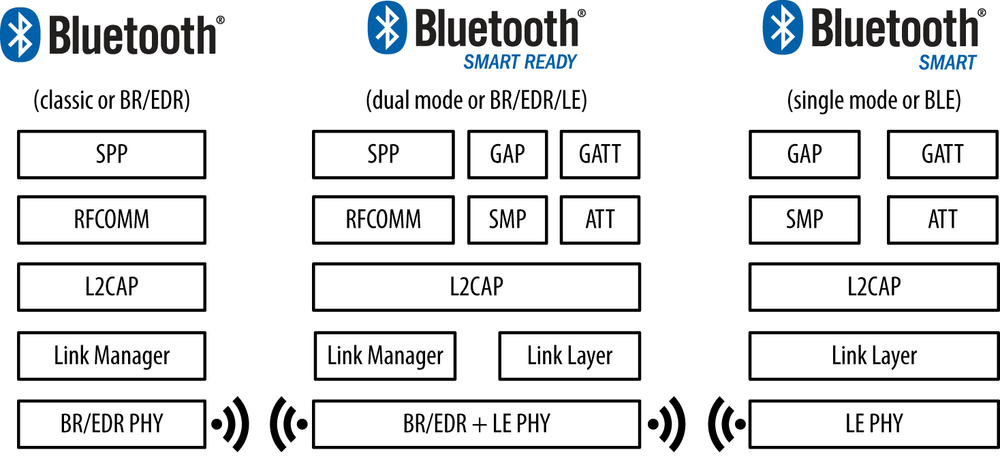 Bluetooth®
(classic or BR/EDR)
SPP
RFCOMM
L2CAP
Link Manager
BR/EDR PHY
Bluetooth®
SMART READY
(dual mode or BR/EDR/LE)
SPP GAP GATT
RFCOMM SMP ATT
L2CAP
Link Manager Link Layer
BR/EDR + LE PHY
Bluetooth®
SMART
(single mode or BLE)
GAP GATT
SMP ATT
L2CAP
Link Layer
LE PHY